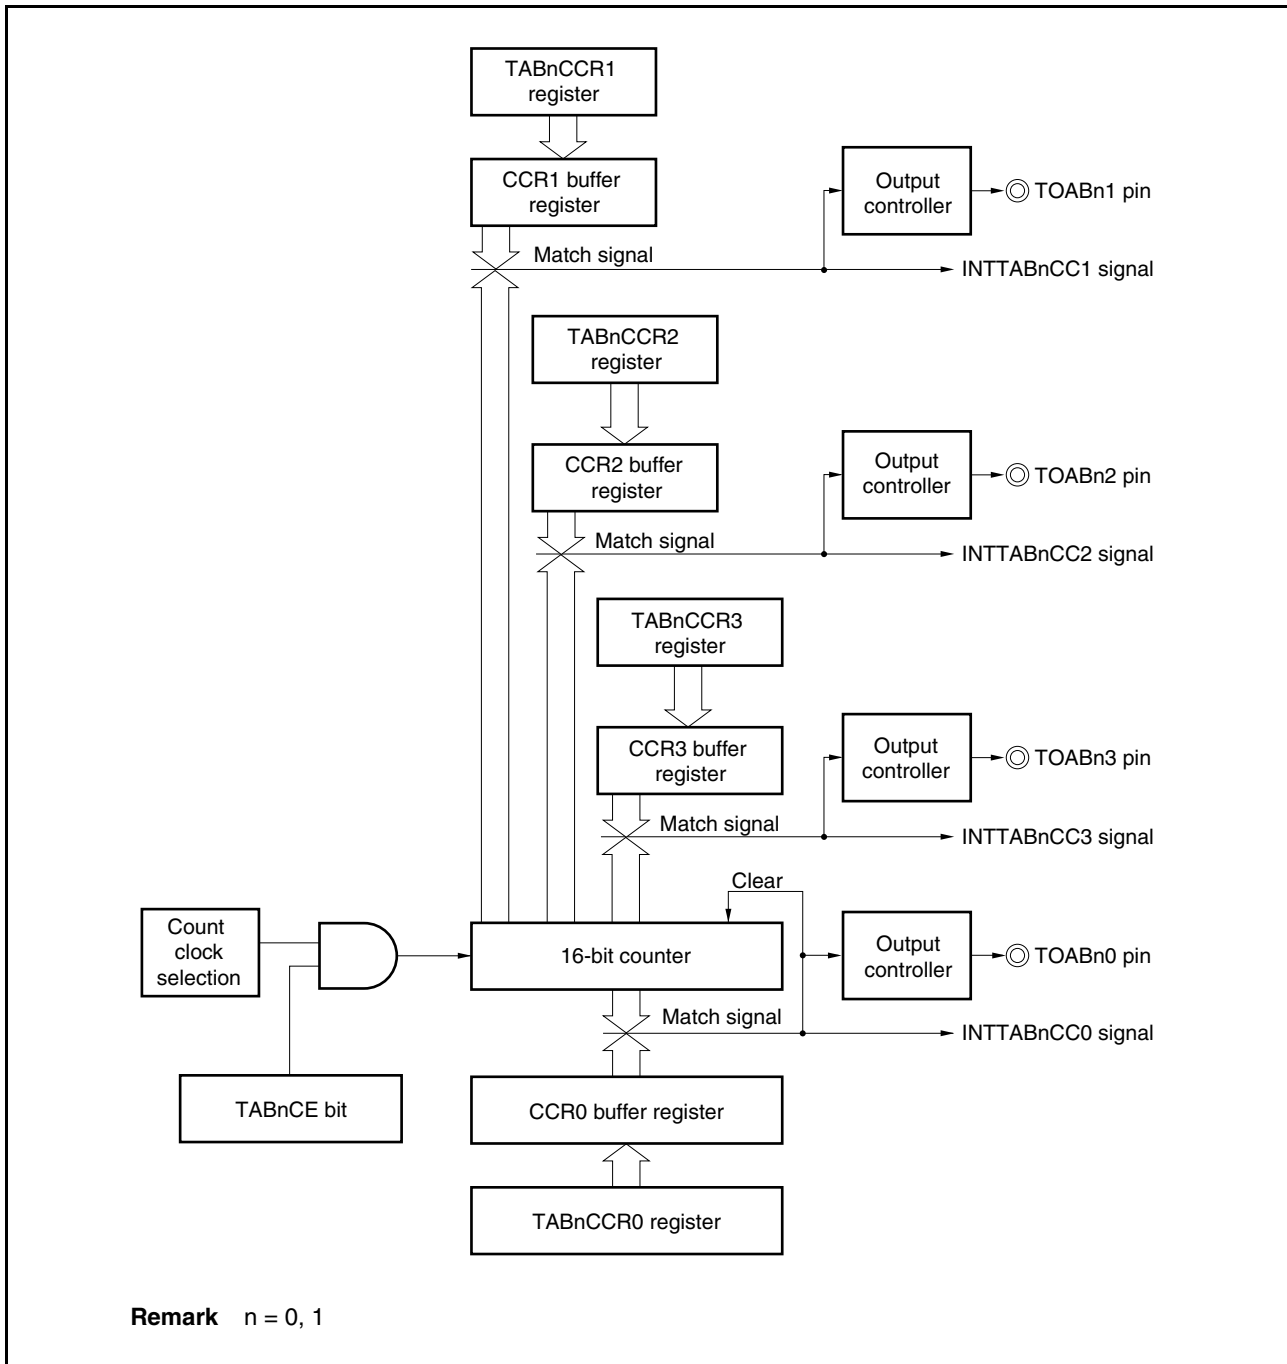 TABnCCR1
register
CCR1 buffer
register
Output
controller
TOABn1 pin
Match signal
INTTABnCC1 signal
TABnCCR2
register
CCR2 buffer
register
Output
controller
TOABn2 pin
Match signal
INTTABnCC2 signal
TABnCCR3
register
CCR3 buffer
register
Output
controller
TOABn3 pin
Match signal
INTTABnCC3 signal
Clear
Count
clock
selection
16-bit counter
Output
controller
TOABn0 pin
Match signal
INTTABnCC0 signal
TABnCE bit
CCR0 buffer register
TABnCCR0 register
Remark n = 0, 1